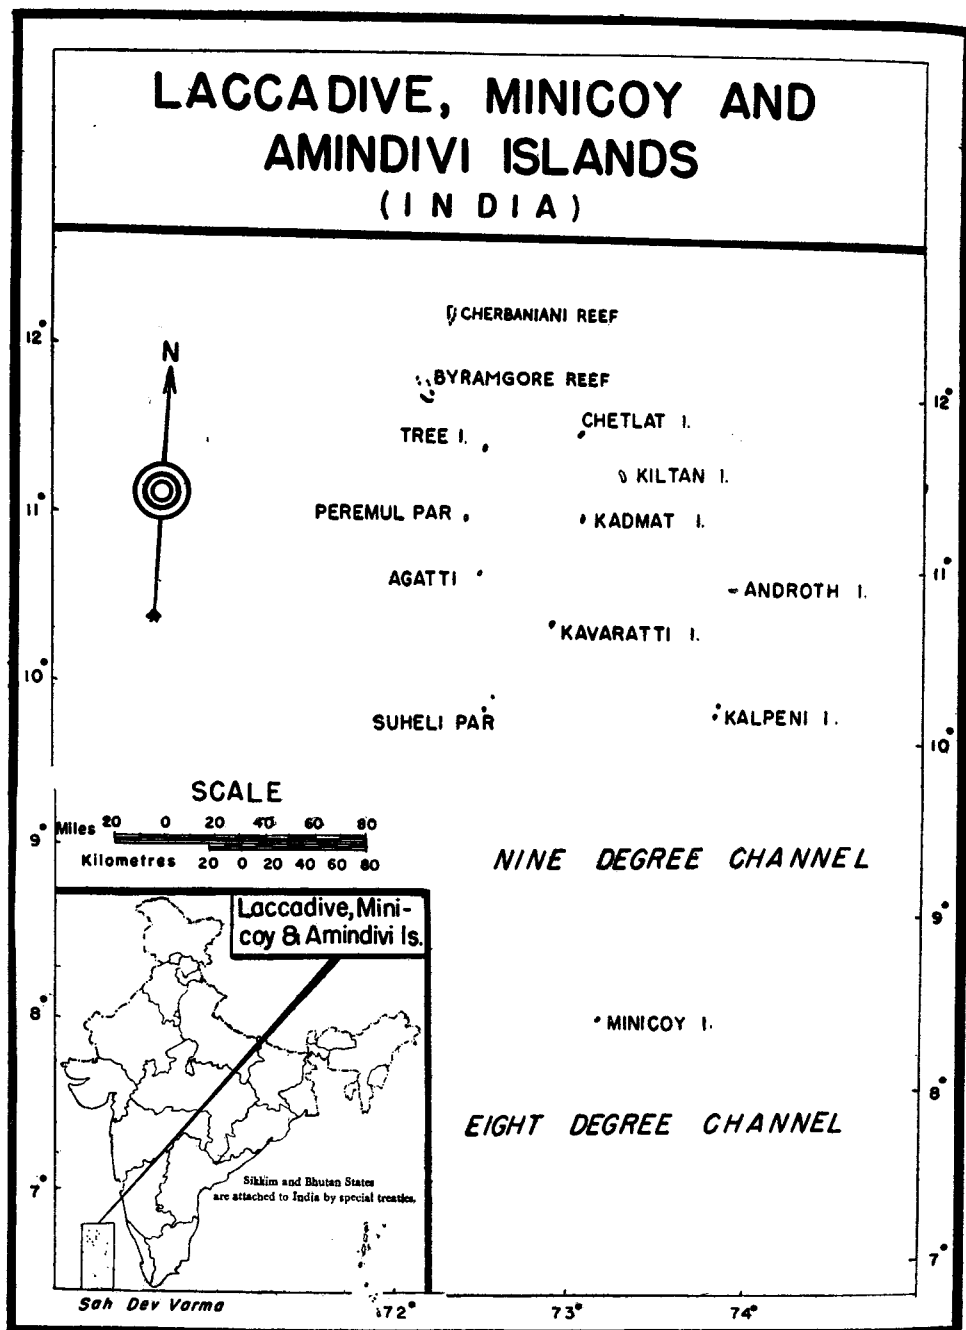 LACCADIVE, MINICOY AND
AMINDIVI ISLANDS
(INDIA)
CHERBANIANI REEF
12°
N
BYRAMGORE REEF
12°
CHETLAT I.
TREE I.
KILTAN I.
11°
PEREMUL PAR
KADMAT I.
AGATTI
11°
ANDROTH I.
KAVARATTI I.
10°
SUHELI PAR
KALPENI I.
10°
SCALE
Miles 20 0 20 40 60 80
9°
Kilometres 20 0 20 40 60 80
NINE DEGREE CHANNEL
Laccadive, Mini-
coy & Amindivi Is.
9°
8°
MINICOY I.
8°
EIGHT DEGREE CHANNEL
Sikkim and Bhutan States
are attached to India by special treaties.
7°
7°
Sah Dev Varma
72° 73° 74°